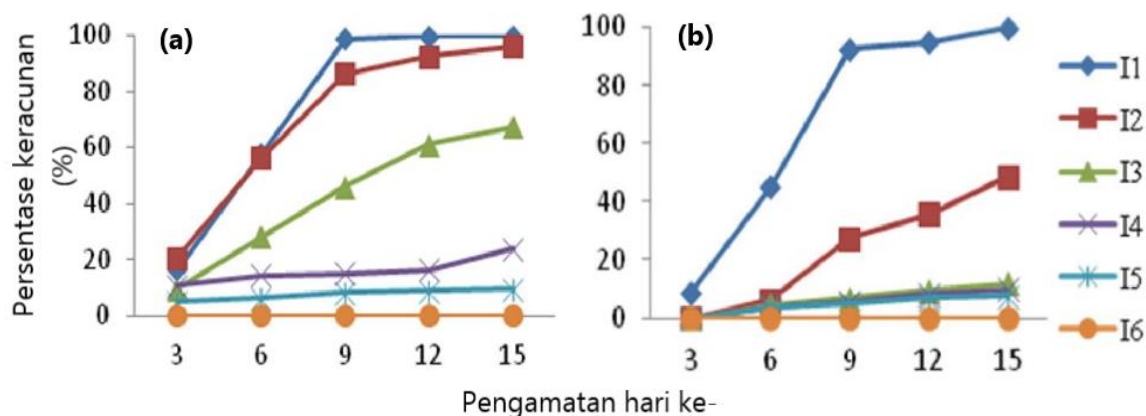 Persentase keracunan
(%)
(a)
100
80
60
40
20
0
3 6 9 12 15
(b)
100
80
60
40
20
0
3 6 9 12 15
I1
I2
I3
I4
I5
I6
Pengamatan hari ke-